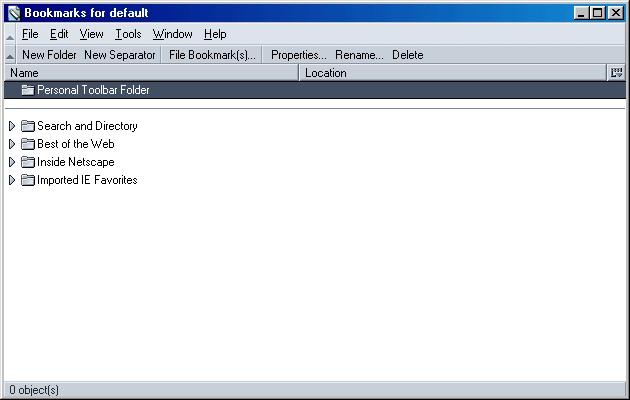 Bookmarks for default
File Edit View Tools Window Help
New Folder New Separator File Bookmark(s)... Properties... Rename... Delete
Name Location
Personal Toolbar Folder
Search and Directory
Best of the Web
Inside Netscape
Imported IE Favorites
0 object(s)